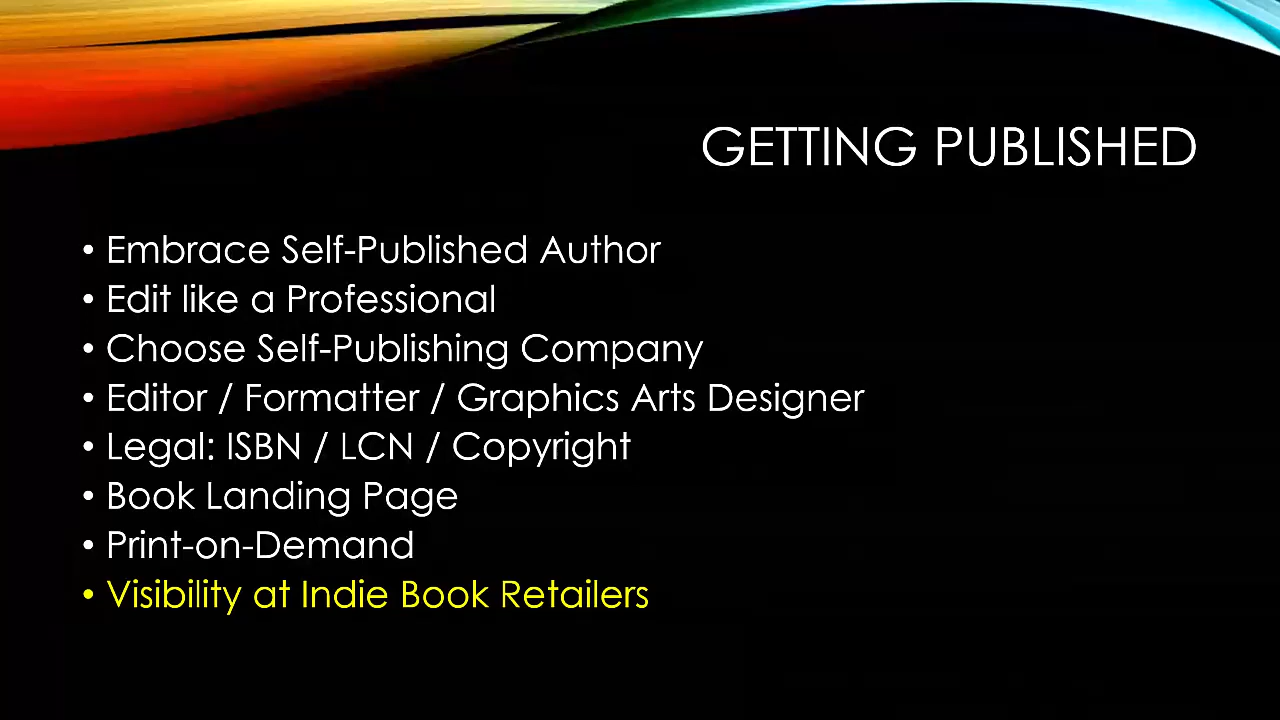 GETTING PUBLISHED
• Embrace Self-Published Author
• Edit like a Professional
• Choose Self-Publishing Company
• Editor / Formatter / Graphics Arts Designer
• Legal: ISBN / LCN / Copyright
• Book Landing Page
• Print-on-Demand
• Visibility at Indie Book Retailers